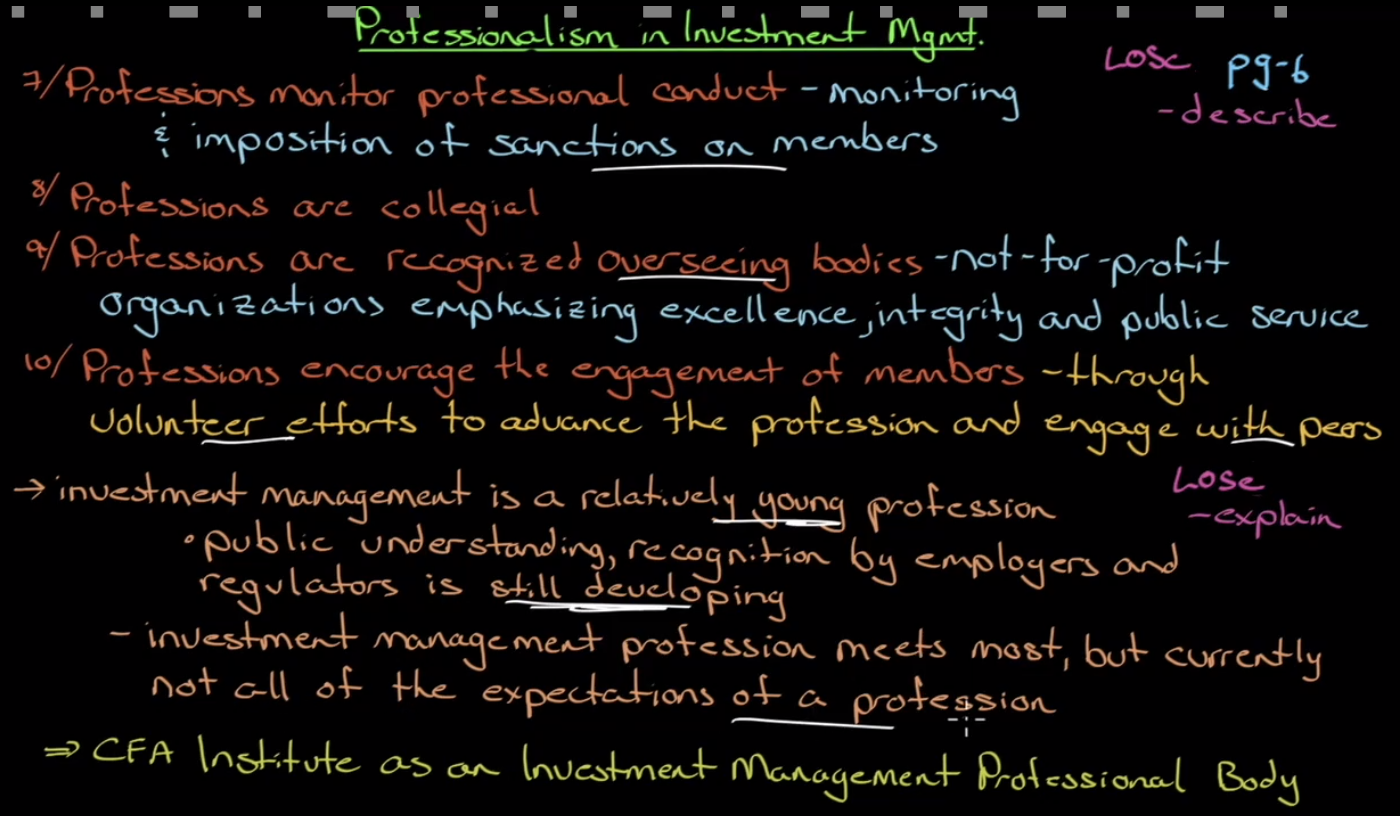 Professionalism in Investment Mgmt.
LOSc pg-6
-describe
7/ Professions monitor professional conduct - monitoring
& imposition of sanctions on members
8/ Professions are collegial
9/ Professions are recognized overseeing bodies - not-for-profit
organizations emphasizing excellence, integrity and public service
10/ Professions encourage the engagement of members - through
volunteer efforts to advance the profession and engage with peers
→ investment management is a relatively young profession
LOSe
-explain
• public understanding, recognition by employers and
regulators is still developing
- investment management profession meets most, but currently
not all of the expectations of a profession
⇒ CFA Institute as an Investment Management Professional Body